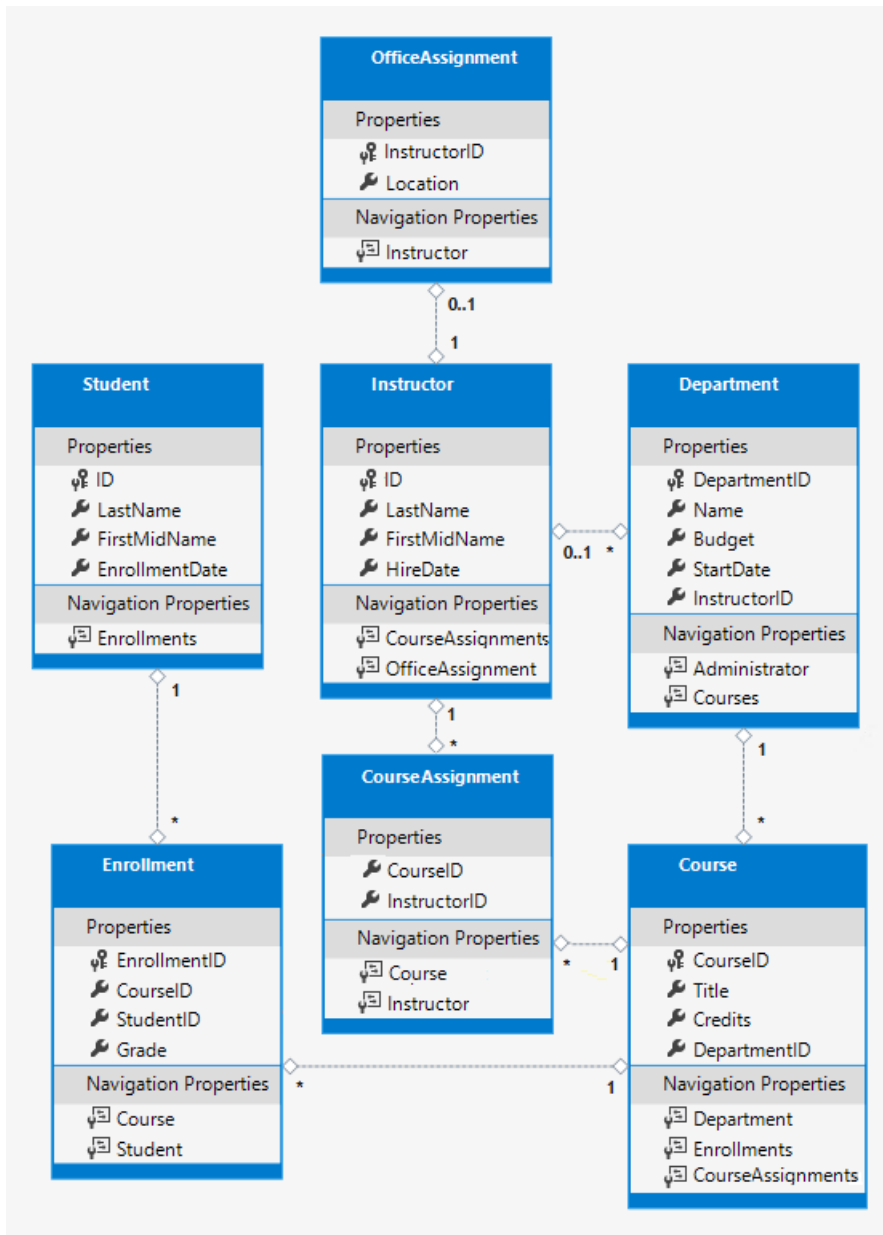 OfficeAssignment
Properties
InstructorID
Location
Navigation Properties
Instructor
0..1
1
Student
Properties
ID
LastName
FirstMidName
EnrollmentDate
Navigation Properties
Enrollments
Instructor
Properties
ID
LastName
FirstMidName
HireDate
Navigation Properties
CourseAssignments
OfficeAssignment
Department
Properties
DepartmentID
Name
Budget
StartDate
InstructorID
Navigation Properties
Administrator
Courses
0..1 *
1
*
1
*
1
*
Enrollment
Properties
EnrollmentID
CourseID
StudentID
Grade
Navigation Properties
Course
Student
CourseAssignment
Properties
CourseID
InstructorID
Navigation Properties
Course
Instructor
Course
Properties
CourseID
Title
Credits
DepartmentID
Navigation Properties
Department
Enrollments
CourseAssignments
* 1
* 1